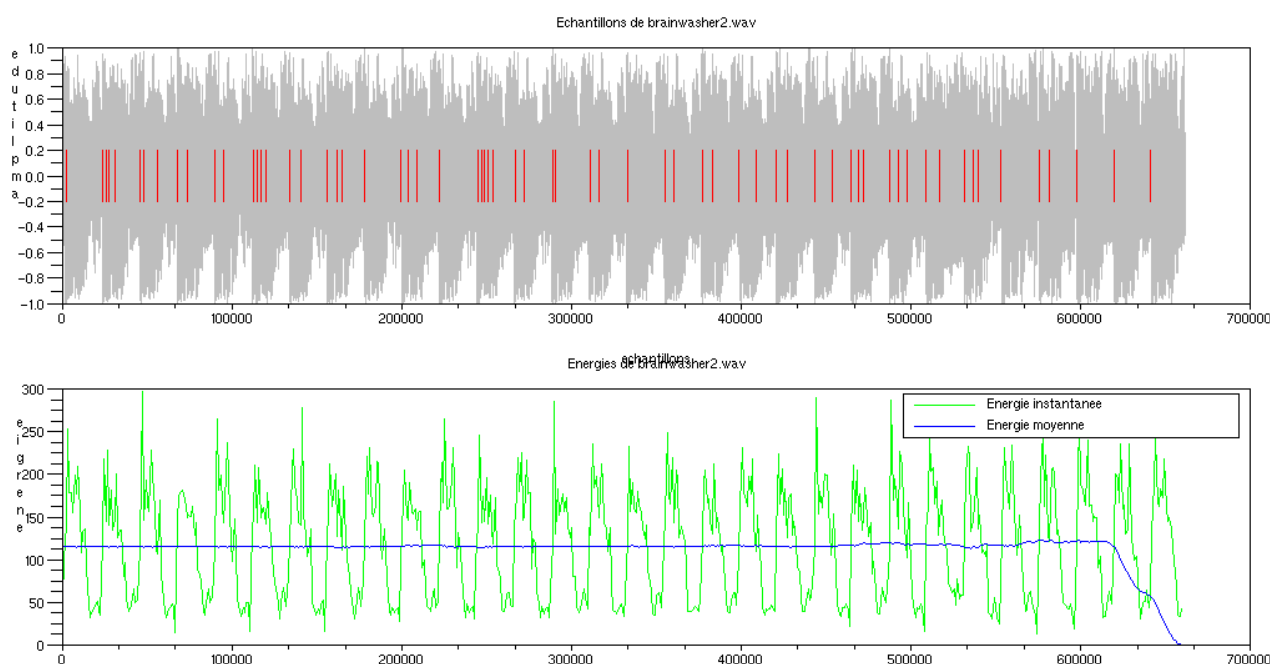 Echantillons de brainwasher2.wav
edutilpma
1.0
0.8
0.6
0.4
0.2
0.0
−0.2
−0.4
−0.6
−0.8
−1.0
0 100000 200000 300000 400000 500000 600000 700000
echantillons
Energies de brainwasher2.wav
eigrene
300
250
200
150
100
50
0
Energie instantanée
Energie moyenne
0 100000 200000 300000 400000 500000 600000 700000